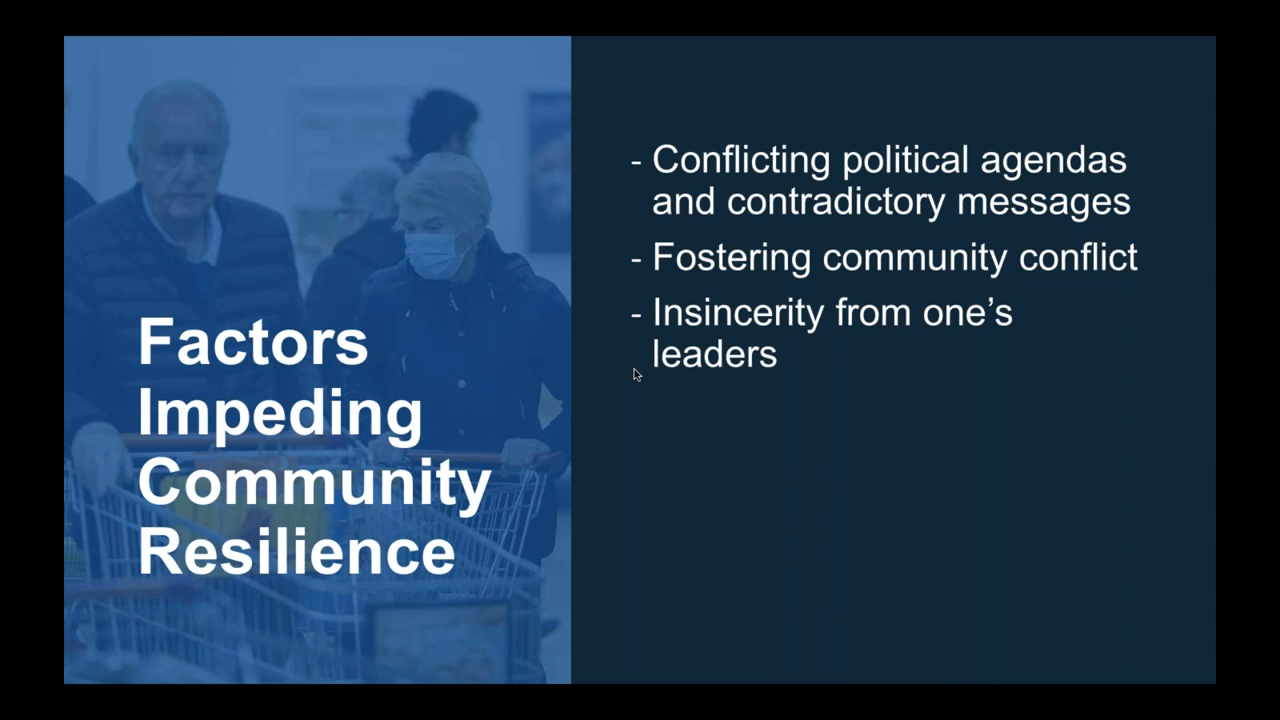 Factors
Impeding
Community
Resilience
- Conflicting political agendas
and contradictory messages
- Fostering community conflict
- Insincerity from one’s
leaders